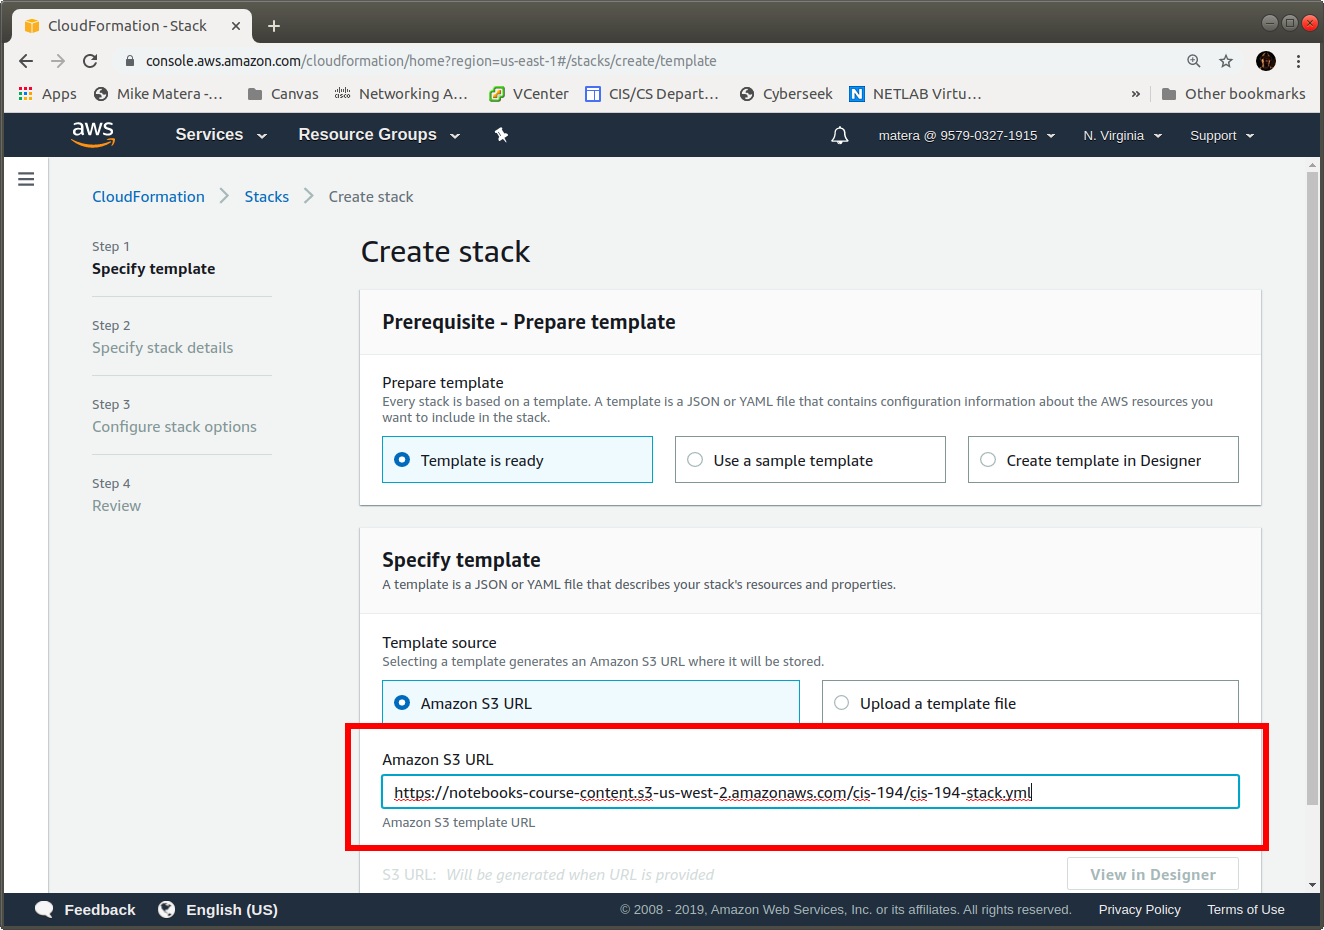 CloudFormation - Stack
console.aws.amazon.com/cloudformation/home?region=us-east-1#/stacks/create/template
Apps Mike Matera -... Canvas Networking A... VCenter CIS/CS Depart... Cyberseek NETLAB Virtu... » Other bookmarks
aws Services Resource Groups matera @ 9579-0327-1915 N. Virginia Support
CloudFormation Stacks Create stack
Step 1
Specify template
Step 2
Specify stack details
Step 3
Configure stack options
Step 4
Review
Create stack
Prerequisite - Prepare template
Prepare template
Every stack is based on a template. A template is a JSON or YAML file that contains configuration information about the AWS resources you
want to include in the stack.
Template is ready Use a sample template Create template in Designer
Specify template
A template is a JSON or YAML file that describes your stack's resources and properties.
Template source
Selecting a template generates an Amazon S3 URL where it will be stored.
Amazon S3 URL Upload a template file
Amazon S3 URL
https://notebooks-course-content.s3-us-west-2.amazonaws.com/cis-194/cis-194-stack.yml
Amazon S3 template URL
S3 URL: Will be generated when URL is provided View in Designer
Feedback English (US) © 2008 - 2019, Amazon Web Services, Inc. or its affiliates. All rights reserved. Privacy Policy Terms of Use